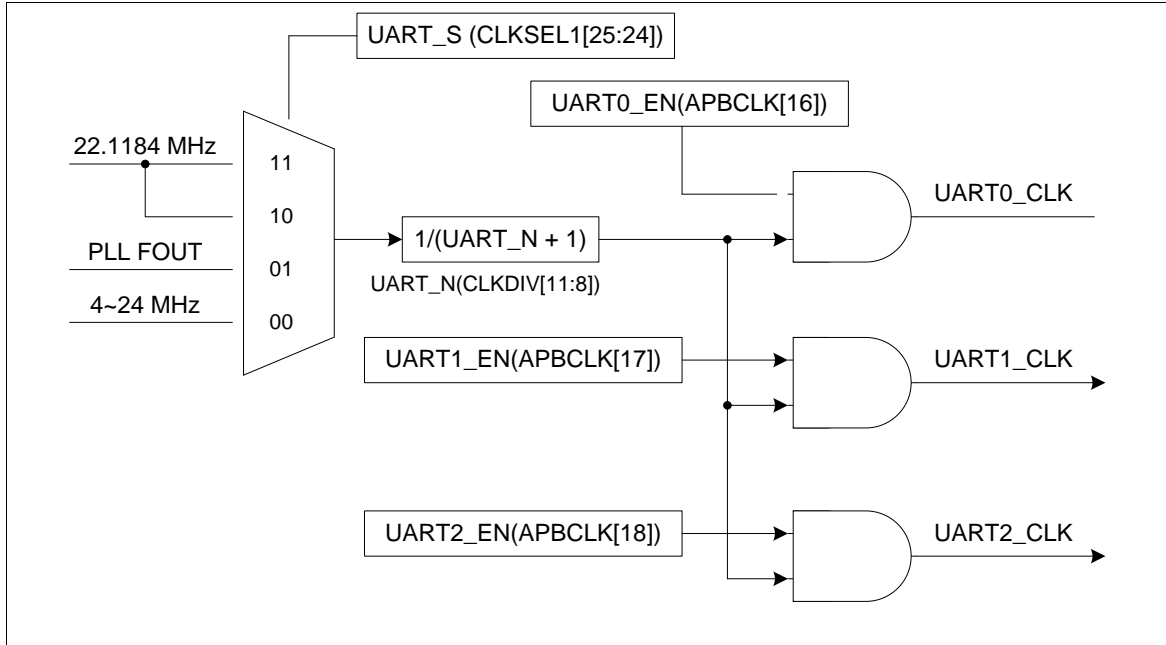 UART_S (CLKSEL1[25:24])
UART0_EN(APBCLK[16])
22.1184 MHz
11
UART0_CLK
10
1/(UART_N + 1)
PLL FOUT
01
UART_N(CLKDIV[11:8])
4~24 MHz
00
UART1_EN(APBCLK[17])
UART1_CLK
UART2_EN(APBCLK[18])
UART2_CLK